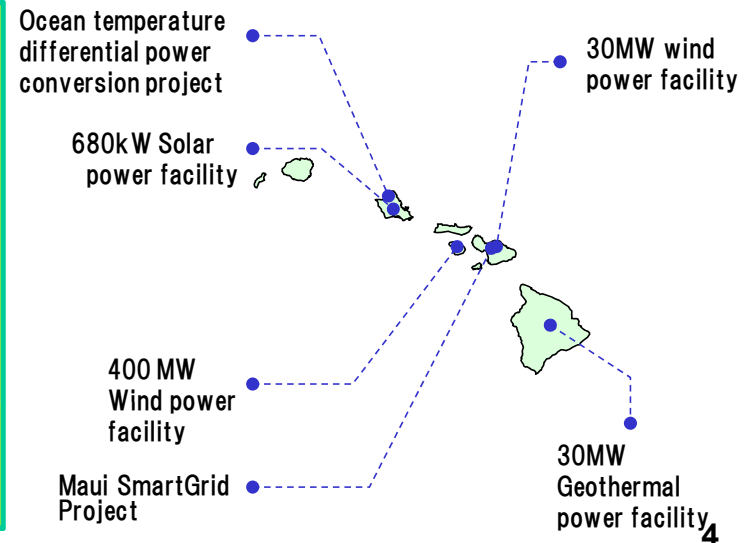 Ocean temperature
differential power
conversion project
30MW wind
power facility
680kW Solar
power facility
400 MW
Wind power
facility
Maui SmartGrid
Project
30MW
Geothermal
power facility
4